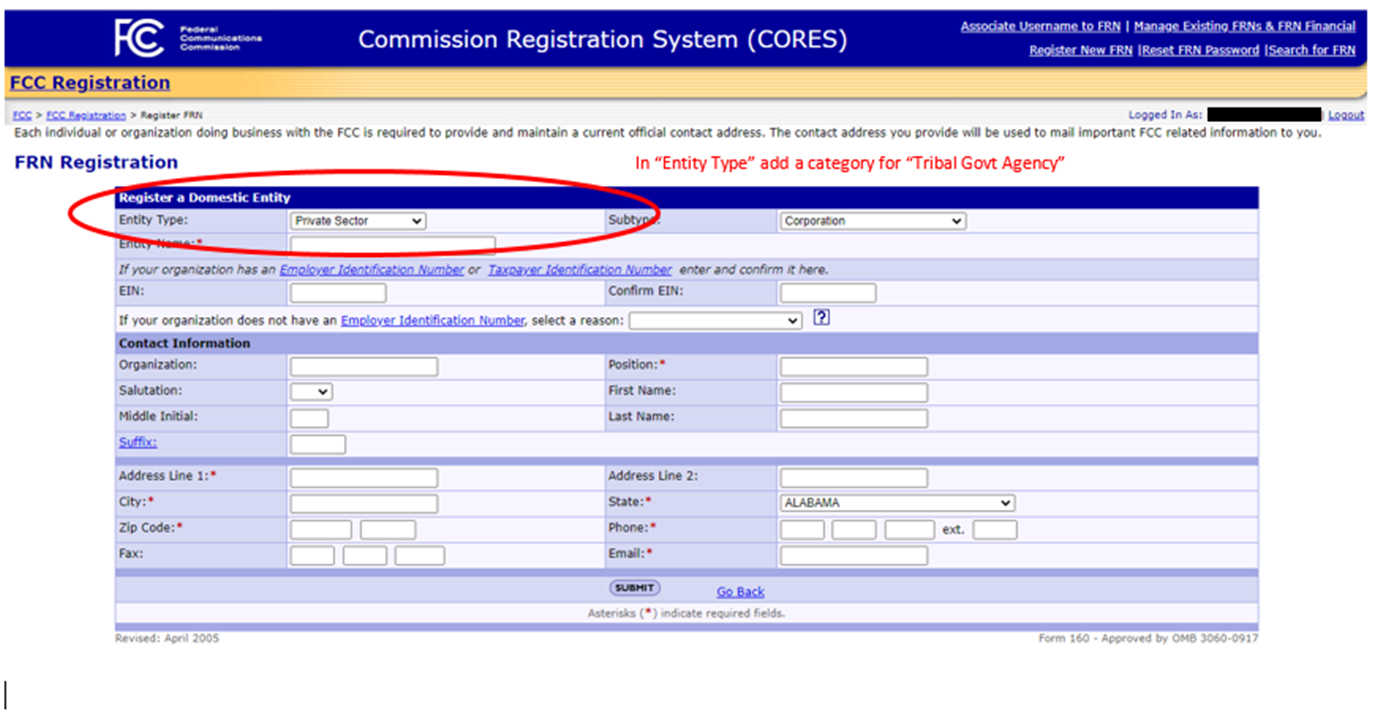 FCC Federal Communications Commission
Commission Registration System (CORES)
Associate Username to FRN | Manage Existing FRNs & FRN Financial
Register New FRN |Reset FRN Password |Search for FRN
FCC Registration
FCC > FCC Registration > Register FRN
Logged In As: | Logout
Each individual or organization doing business with the FCC is required to provide and maintain a current official contact address. The contact address you provide will be used to mail important FCC related information to you.
FRN Registration
In “Entity Type” add a category for “Tribal Govt Agency”
Register a Domestic Entity
Entity Type: Private Sector Subtype: Corporation
Entity Name:*
If your organization has an Employer Identification Number or Taxpayer Identification Number enter and confirm it here.
EIN: Confirm EIN:
If your organization does not have an Employer Identification Number, select a reason: ?
Contact Information
Organization: Position:*
Salutation: First Name:
Middle Initial: Last Name:
Suffix:
Address Line 1:* Address Line 2:
City:* State:* ALABAMA
Zip Code:* Phone:* ext.
Fax: Email:*
SUBMIT Go Back
Asterisks (*) indicate required fields.
Revised: April 2005 Form 160 - Approved by OMB 3060-0917